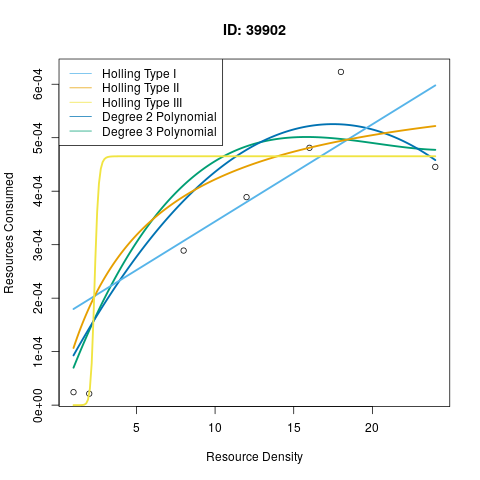 ID: 39902
Holling Type I
Holling Type II
Holling Type III
Degree 2 Polynomial
Degree 3 Polynomial
Resources Consumed
6e-04
5e-04
4e-04
3e-04
2e-04
1e-04
0e+00
5 10 15 20
Resource Density